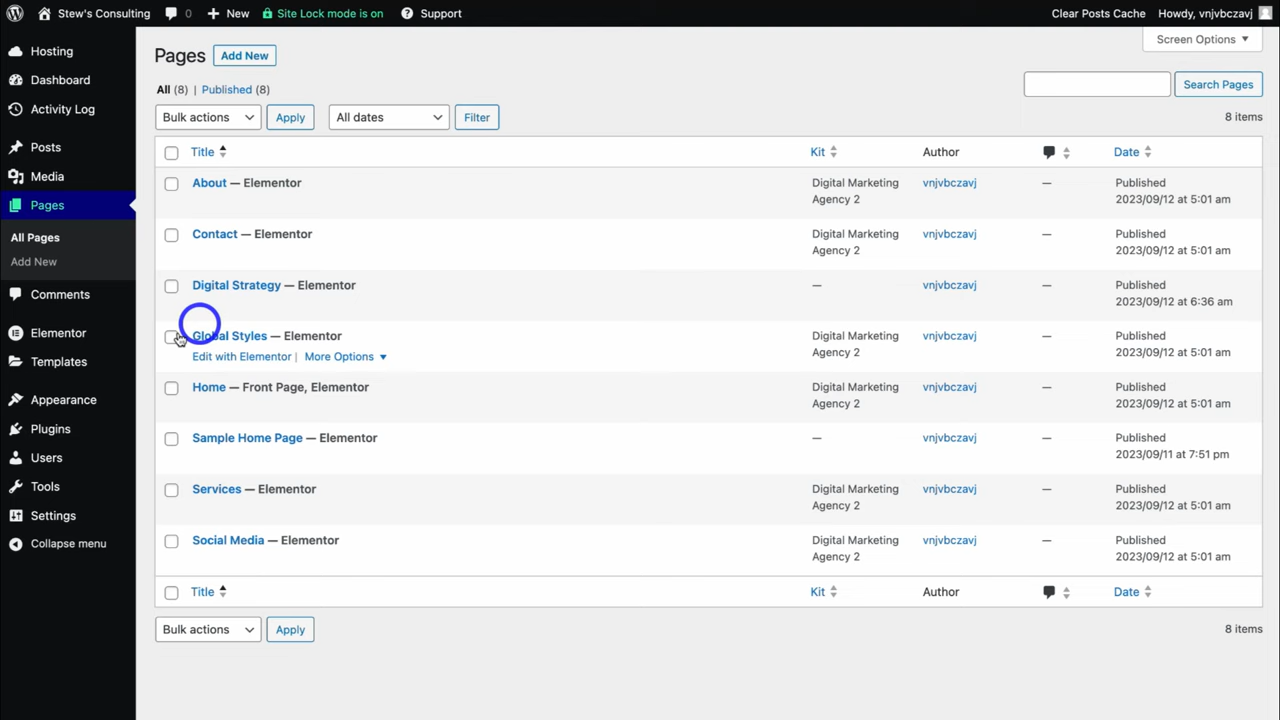 Stew's Consulting 0 New Site Lock mode is on Support Clear Posts Cache Howdy, vnjvbczavj
Screen Options
Hosting
Dashboard
Activity Log
Posts
Media
Pages
All Pages
Add New
Comments
Elementor
Templates
Appearance
Plugins
Users
Tools
Settings
Collapse menu
Pages Add New
All (8) | Published (8)
Search Pages
Bulk actions Apply All dates Filter 8 items
Title Kit Author Date
About — Elementor Digital Marketing vnjvbczavj — Published
Agency 2 2023/09/12 at 5:01 am
Contact — Elementor Digital Marketing vnjvbczavj — Published
Agency 2 2023/09/12 at 5:01 am
Digital Strategy — Elementor — vnjvbczavj — Published
2023/09/12 at 6:36 am
Global Styles — Elementor Digital Marketing vnjvbczavj — Published
Edit with Elementor | More Options Agency 2 2023/09/12 at 5:01 am
Home — Front Page, Elementor Digital Marketing vnjvbczavj — Published
Agency 2 2023/09/12 at 5:01 am
Sample Home Page — Elementor — vnjvbczavj — Published
2023/09/11 at 7:51 pm
Services — Elementor Digital Marketing vnjvbczavj — Published
Agency 2 2023/09/12 at 5:01 am
Social Media — Elementor Digital Marketing vnjvbczavj — Published
Agency 2 2023/09/12 at 5:01 am
Title Kit Author Date
Bulk actions Apply 8 items